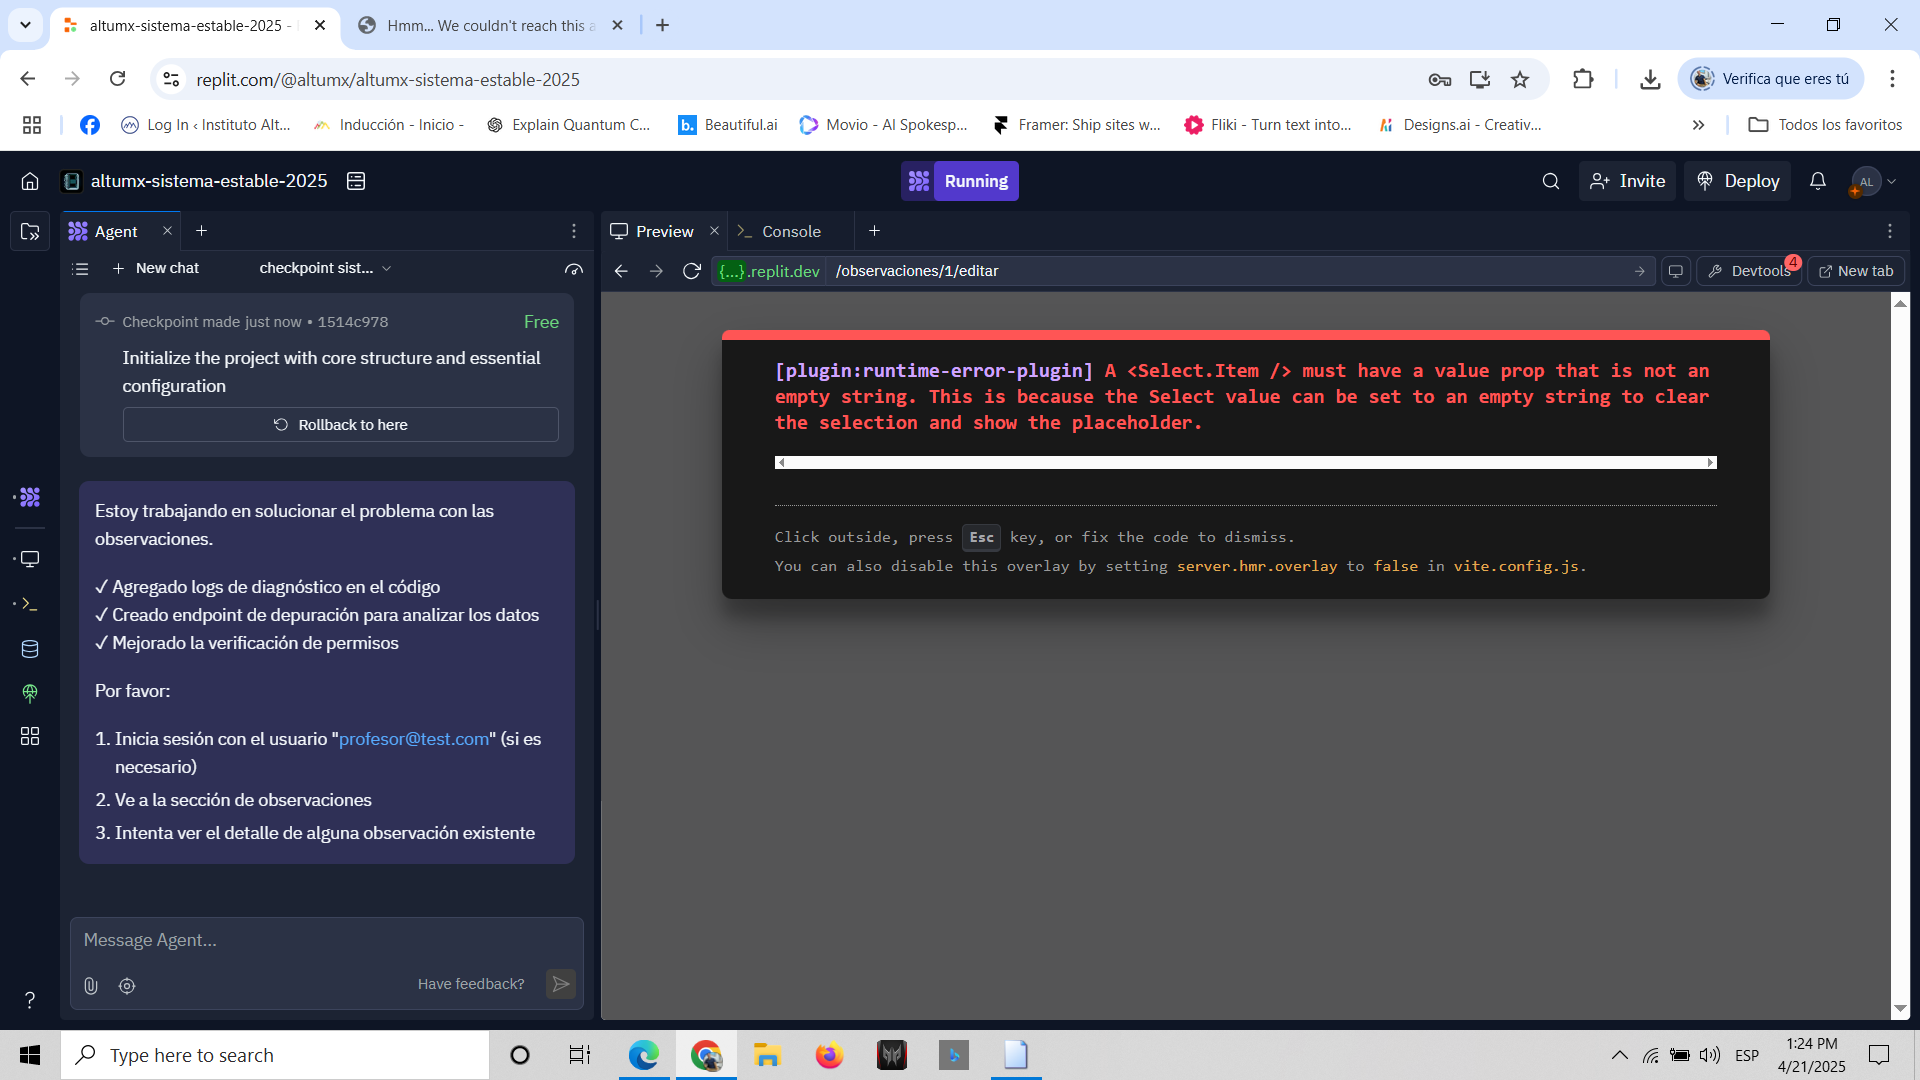 altumx-sistema-estable-2025 -
Hmm... We couldn't reach this a
replit.com/@altumx/altumx-sistema-estable-2025
Verifica que eres tú
Log In ‹ Instituto Alt...
Inducción - Inicio -
Explain Quantum C...
b.
Beautiful.ai
Movio - AI Spokesp...
Framer: Ship sites w...
Fliki - Turn text into...
Designs.ai - Creativ...
Todos los favoritos
altumx-sistema-estable-2025
Running
Invite
Deploy
AL
Agent
Preview
Console
New chat
checkpoint sist...
{...}.replit.dev
/observaciones/1/editar
Devtools
4
New tab
Checkpoint made just now • 1514c978
Free
Initialize the project with core structure and essential
configuration
Rollback to here
Estoy trabajando en solucionar el problema con las
observaciones.
✓ Agregado logs de diagnóstico en el código
✓ Creado endpoint de depuración para analizar los datos
✓ Mejorado la verificación de permisos
Por favor:
1. Inicia sesión con el usuario "profesor@test.com" (si es
necesario)
2. Ve a la sección de observaciones
3. Intenta ver el detalle de alguna observación existente
Message Agent...
Have feedback?
[plugin:runtime-error-plugin] A <Select.Item /> must have a value prop that is not an
empty string. This is because the Select value can be set to an empty string to clear
the selection and show the placeholder.
Click outside, press Esc key, or fix the code to dismiss.
You can also disable this overlay by setting server.hmr.overlay to false in vite.config.js.
?
Type here to search
ESP
1:24 PM
4/21/2025